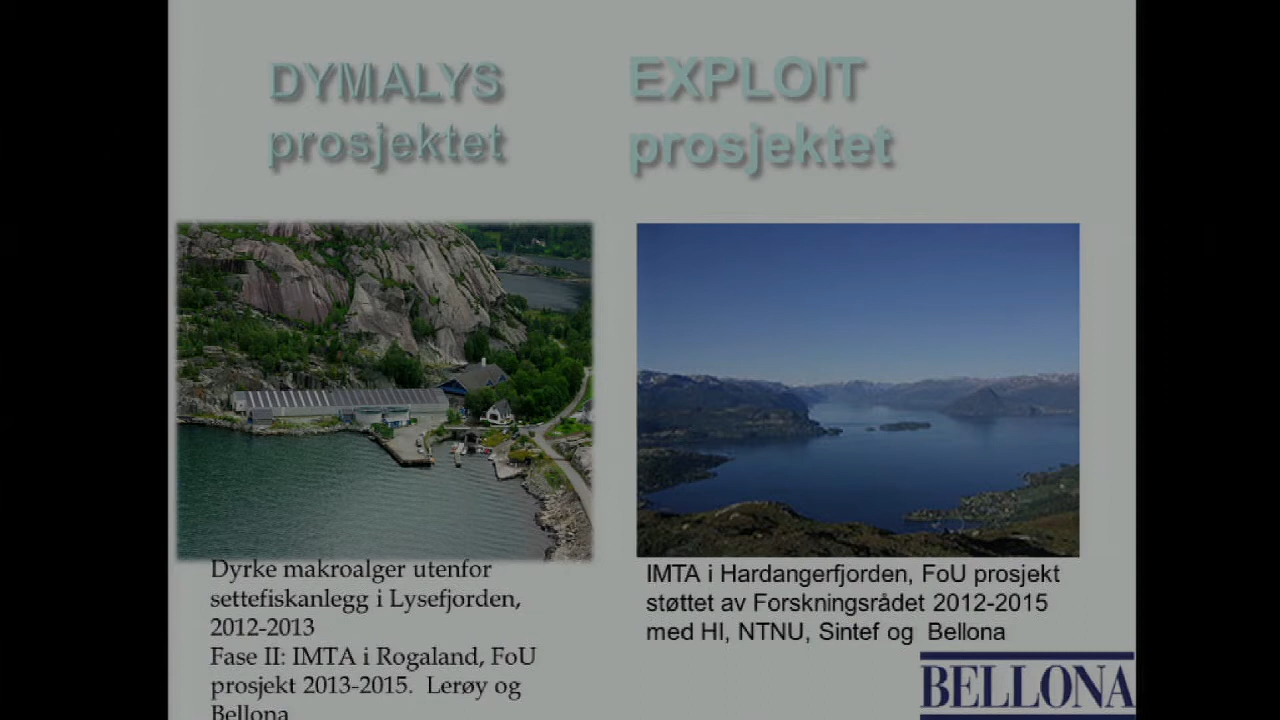 DYMALYS
prosjektet
EXPLOIT
prosjektet
Dyrke makroalger utenfor
settefiskanlegg i Lysefjorden,
2012-2013
Fase II: IMTA i Rogaland, FoU
prosjekt 2013-2015. Lerøy og
Bellona
IMTA i Hardangerfjorden, FoU prosjekt
støttet av Forskningsrådet 2012-2015
med HI, NTNU, Sintef og Bellona
BELLONA